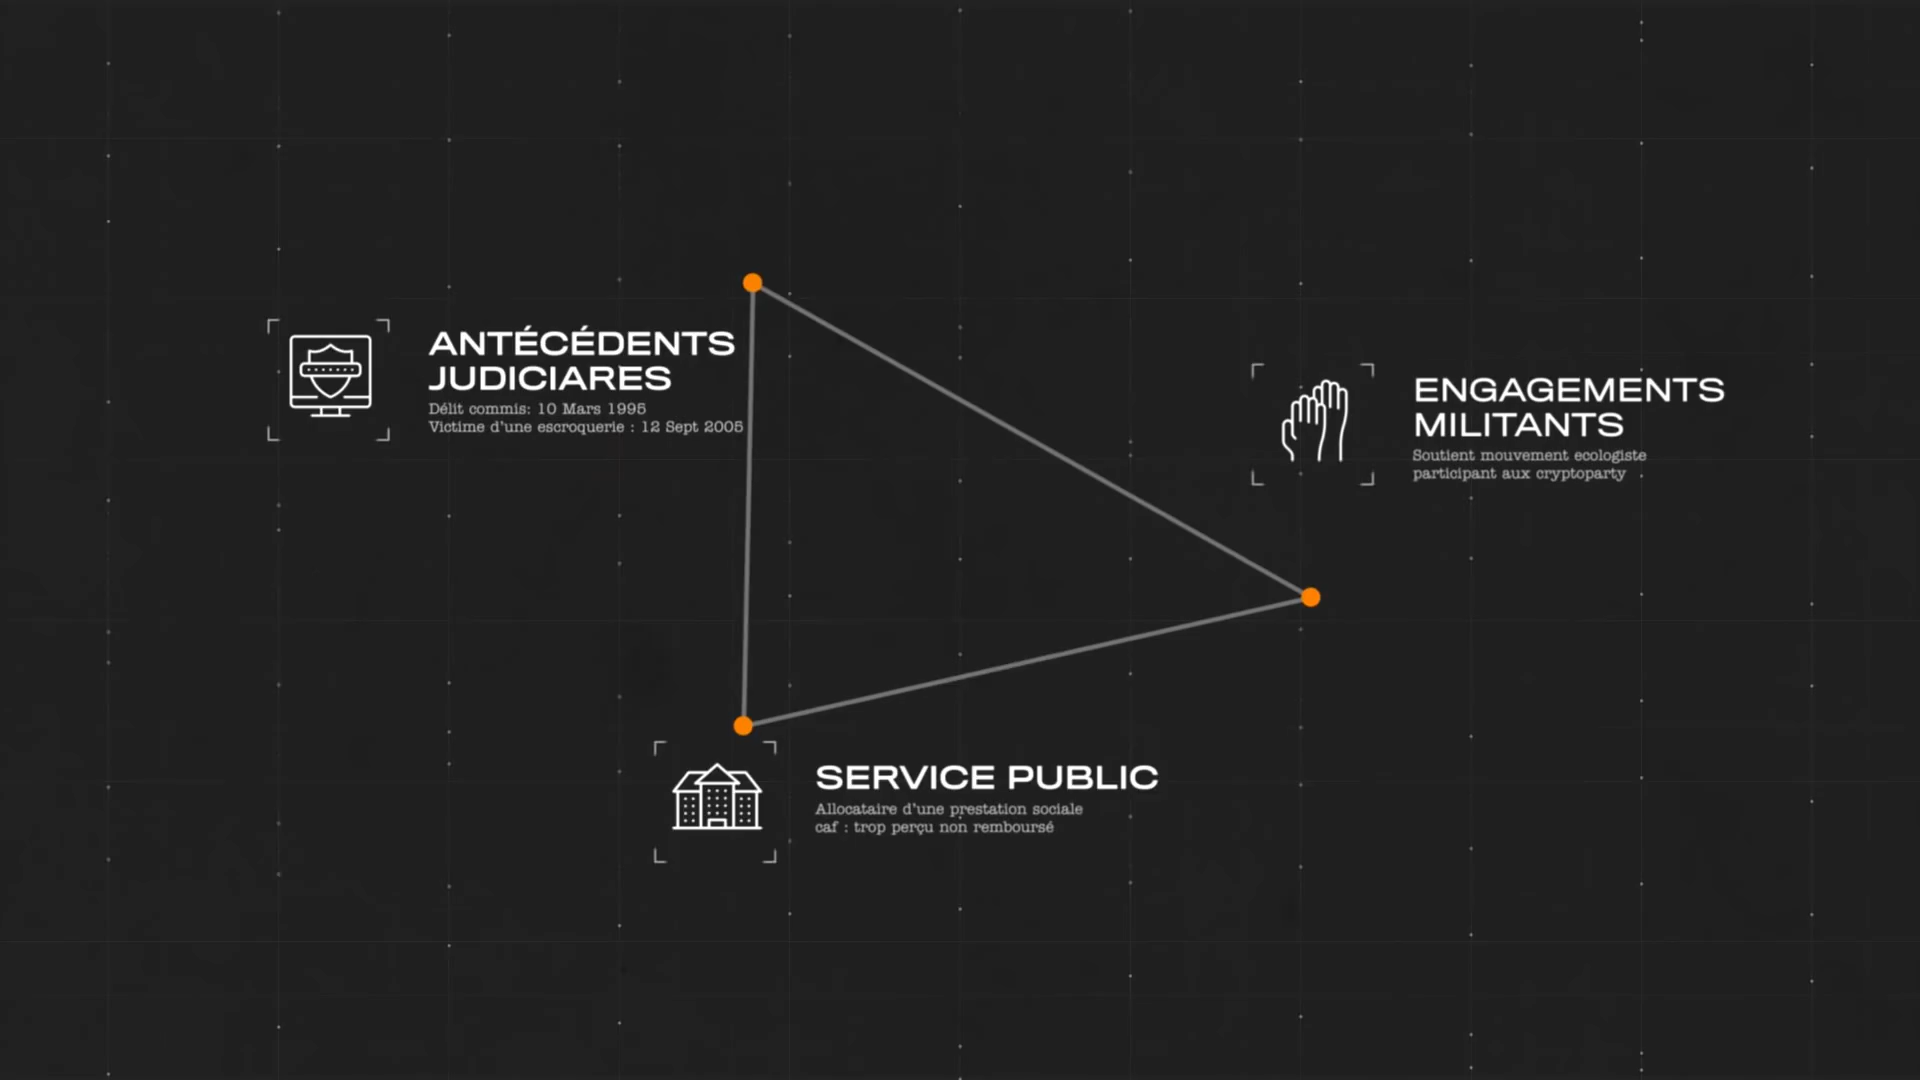 ANTÉCÉDENTS
JUDICIARES
Délit commis: 10 Mars 1995
Victime d'une escroquerie : 12 Sept 2005
ENGAGEMENTS
MILITANTS
Soutient mouvement ecologiste
participant aux cryptoparty
SERVICE PUBLIC
Allocataire d'une prestation sociale
caf : trop perçu non remboursé